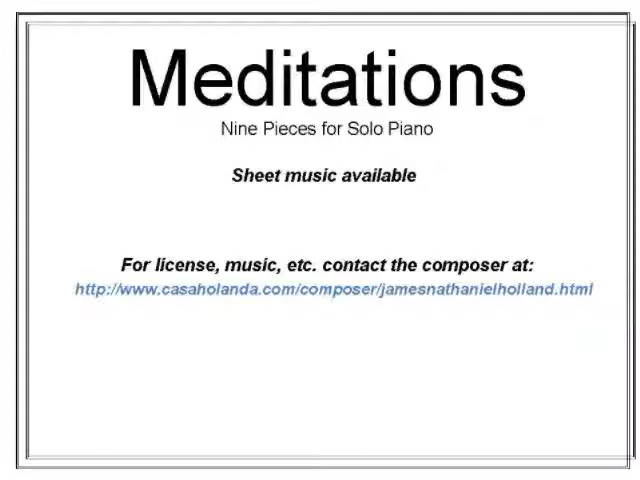 Meditations
Nine Pieces for Solo Piano
Sheet music available
For license, music, etc. contact the composer at:
http://www.casaholanda.com/composer/jamesnathanielholland.html